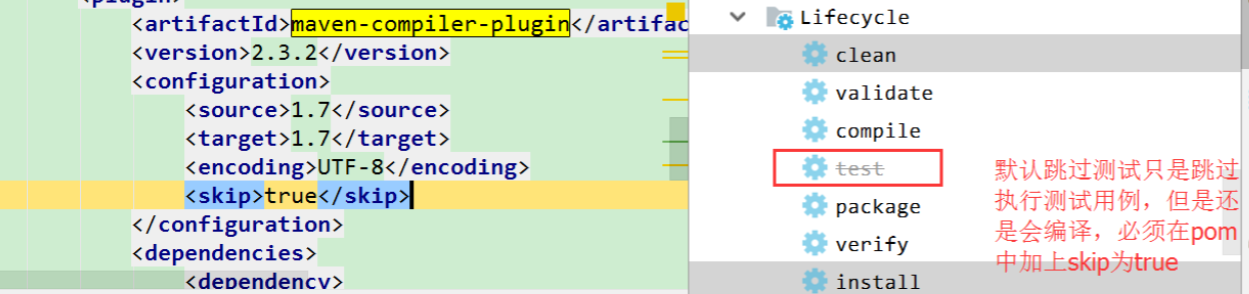 <plugin>
<artifactId>maven-compiler-plugin</artifac
<version>2.3.2</version>
<configuration>
<source>1.7</source>
<target>1.7</target>
<encoding>UTF-8</encoding>
<skip>true</skip>
</configuration>
<dependencies>
<dependency>
Lifecycle
clean
validate
compile
test
package
verify
install
默认跳过测试只是跳过
执行测试用例，但是还
是会编译，必须在pom
中加上skip为true